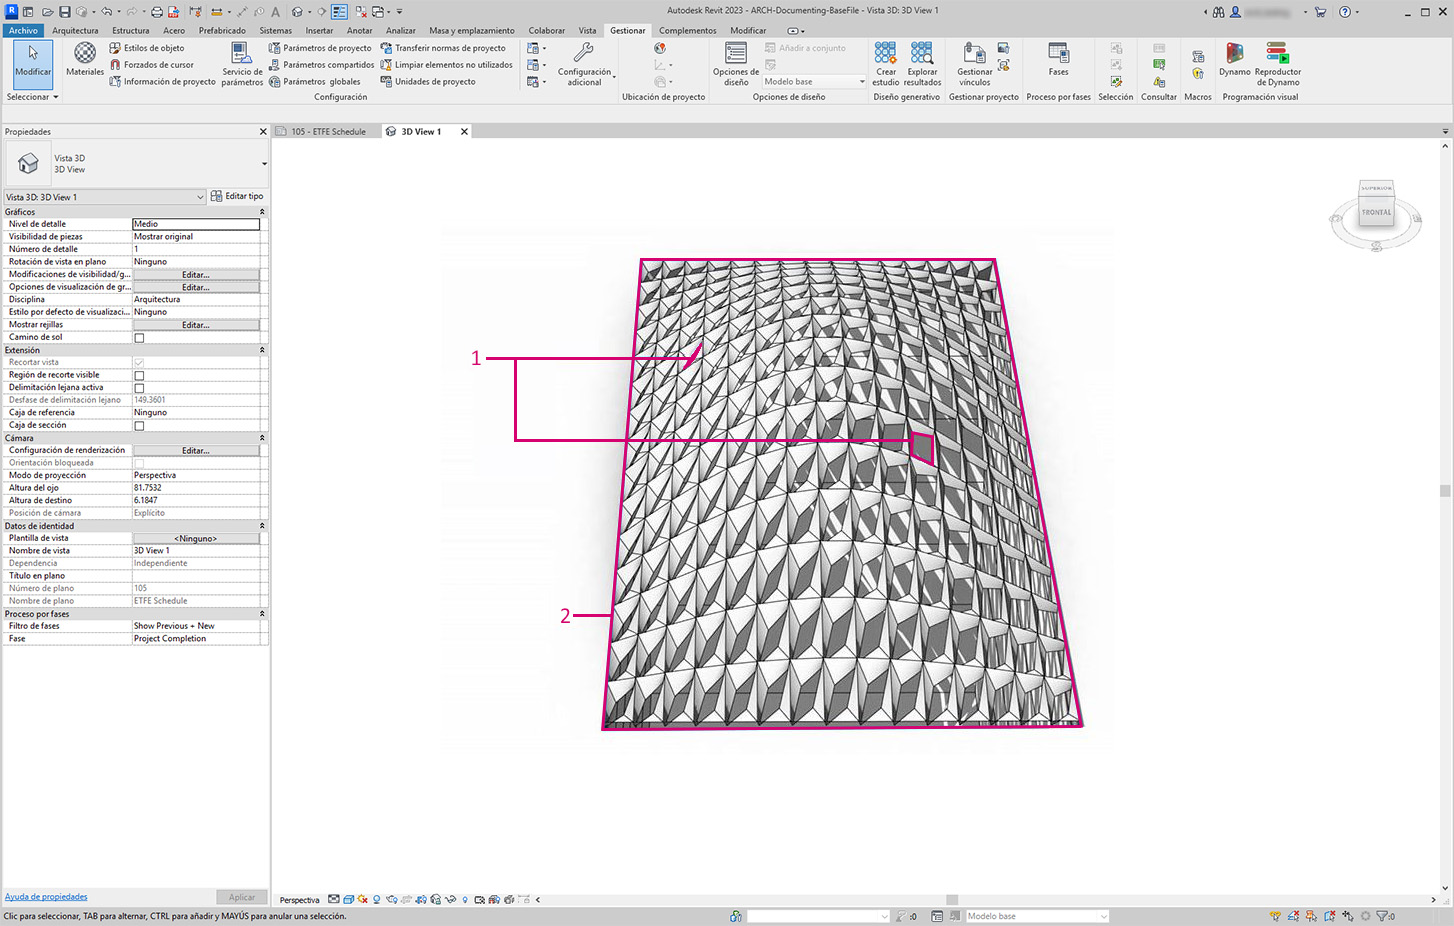 Autodesk Revit 2023 - ARCH-Documenting-BaseFile - Vista 3D: 3D View 1
Archivo Arquitectura Estructura Acero Prefabricado Sistemas Insertar Anotar Analizar Masa y emplazamiento Colaborar Vista Gestionar Complementos Modificar
Modificar
Seleccionar
Materiales
Estilos de objeto
Forzados de cursor
Información de proyecto
Servicio de parámetros
Parámetros de proyecto
Parámetros compartidos
Parámetros globales
Transferir normas de proyecto
Limpiar elementos no utilizados
Unidades de proyecto
Configuración
Configuración adicional
Ubicación de proyecto
Opciones de diseño
Añadir a conjunto
Modelo base
Opciones de diseño
Crear estudio
Explorar resultados
Diseño generativo
Gestionar vínculos
Gestionar proyecto
Fases
Proceso por fases
Selección
Consultar
Macros
Dynamo
Reproductor de Dynamo
Programación visual
Propiedades
105 - ETFE Schedule
3D View 1
Vista 3D
3D View
Vista 3D: 3D View 1
Editar tipo
Gráficos
Nivel de detalle Medio
Visibilidad de piezas Mostrar original
Número de detalle 1
Rotación de vista en plano Ninguno
Modificaciones de visibilidad/g... Editar...
Opciones de visualización de gr... Editar...
Disciplina Arquitectura
Estilo por defecto de visualizaci... Ninguno
Mostrar rejillas Editar...
Camino de sol
Extensión
Recortar vista
Región de recorte visible
Delimitación lejana activa
Desfase de delimitación lejano 149.3601
Caja de referencia Ninguno
Caja de sección
Cámara
Configuración de renderización Editar...
Orientación bloqueada
Modo de proyección Perspectiva
Altura del ojo 81.7532
Altura de destino 6.1847
Posición de cámara Explícito
Datos de identidad
Plantilla de vista <Ninguno>
Nombre de vista 3D View 1
Dependencia Independiente
Título en plano
Número de plano 105
Nombre de plano ETFE Schedule
Proceso por fases
Filtro de fases Show Previous + New
Fase Project Completion
SUPERIOR
FRONTAL
S
1
2
Ayuda de propiedades
Aplicar
Perspectiva
Clic para seleccionar, TAB para alternar, CTRL para añadir y MAYÚS para anular una selección.
:0
Modelo base
:0